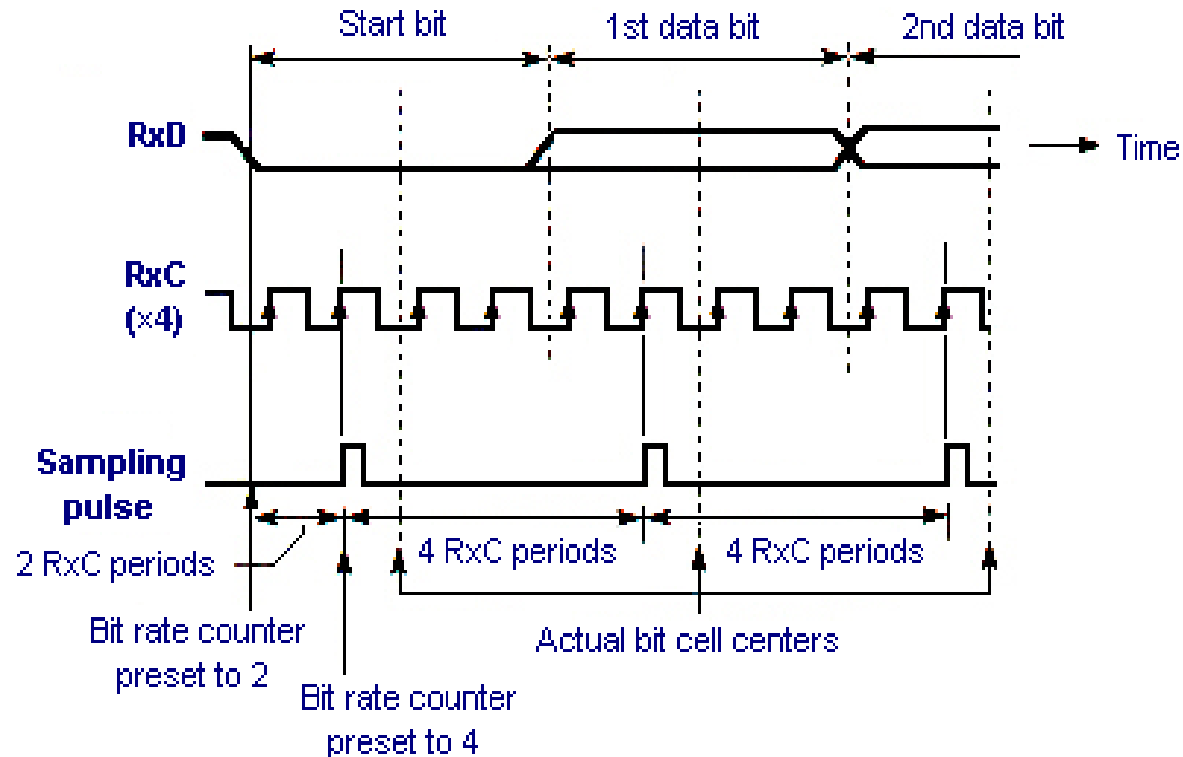 Start bit
1st data bit
2nd data bit
RxD
Time
RxC
(×4)
Sampling
pulse
2 RxC periods
4 RxC periods
4 RxC periods
Bit rate counter
preset to 2
Actual bit cell centers
Bit rate counter
preset to 4